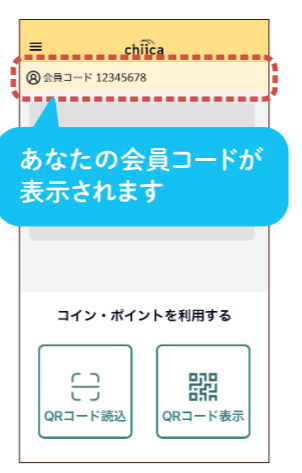 chiica
会員コード 12345678
あなたの会員コードが
表示されます
コイン・ポイントを利用する
QRコード読込
QRコード表示